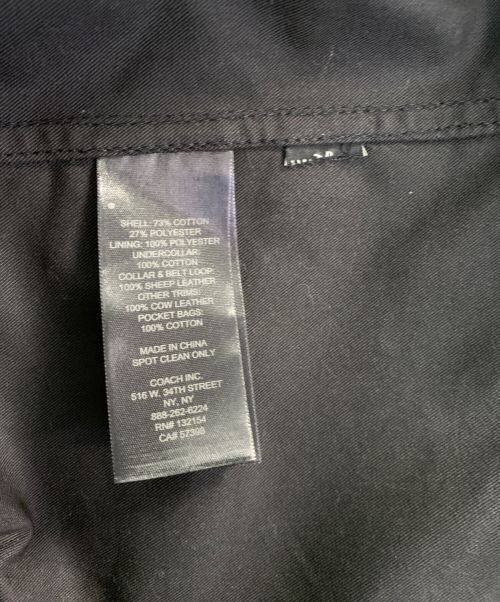 SHELL: 73% COTTON
27% POLYESTER
LINING: 100% POLYESTER
UNDERCOLLAR:
100% COTTON
COLLAR & BELT LOOP:
100% SHEEP LEATHER
OTHER TRIMS:
100% COW LEATHER
POCKET BAGS:
100% COTTON
MADE IN CHINA
SPOT CLEAN ONLY
COACH INC.
516 W. 34TH STREET
NY, NY
888-262-6224
RN# 132154
CA# 57398